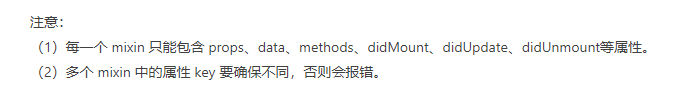 注意：
（1）每一个 mixin 只能包含 props、data、methods、didMount、didUpdate、didUnmount等属性。
（2）多个 mixin 中的属性 key 要确保不同，否则会报错。